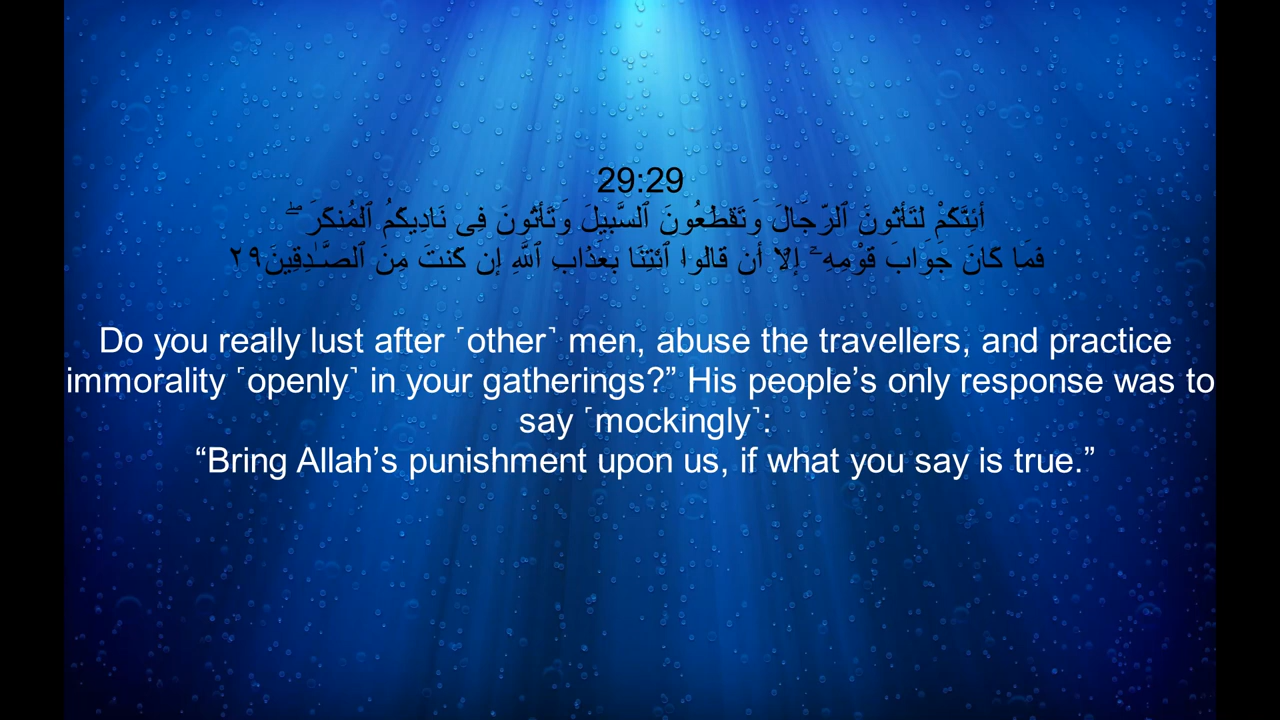 29:29
أَئِنَّكُمْ لَتَأْتُونَ ٱلرِّجَالَ وَتَقْطَعُونَ ٱلسَّبِيلَ وَتَأْتُونَ فِى نَادِيكُمُ ٱلْمُنكَرَ ۖ
فَمَا كَانَ جَوَابَ قَوْمِهِۦٓ إِلَّآ أَن قَالُوا۟ ٱئْتِنَا بِعَذَابِ ٱللَّهِ إِن كُنتَ مِنَ ٱلصَّـٰدِقِينَ ٢٩
Do you really lust after ˹other˺ men, abuse the travellers, and practice
immorality ˹openly˺ in your gatherings?” His people’s only response was to
say ˹mockingly˺:
“Bring Allah’s punishment upon us, if what you say is true.”